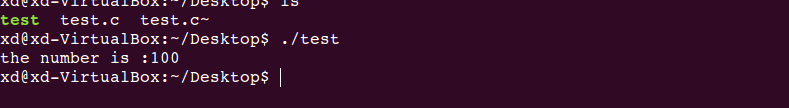 xd@xd-VirtualBox:~/Desktop$ ls
test  test.c  test.c~
xd@xd-VirtualBox:~/Desktop$ ./test
the number is :100
xd@xd-VirtualBox:~/Desktop$